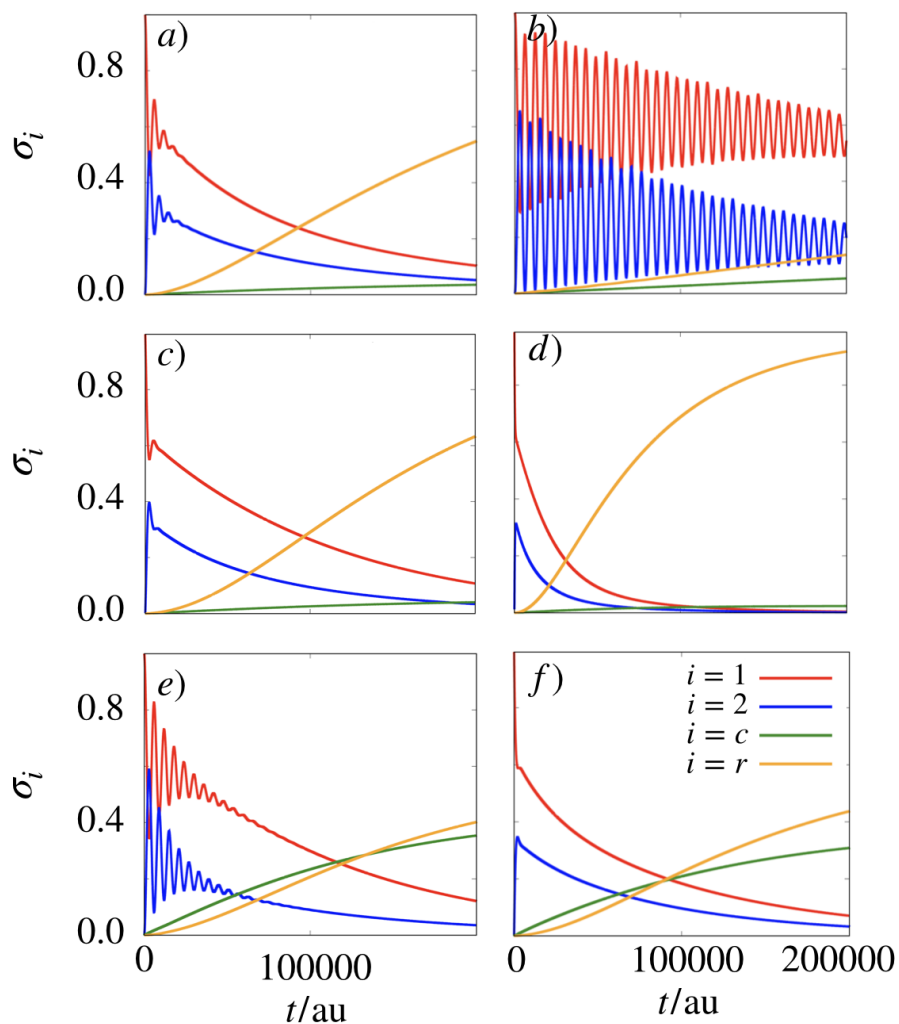 a)
b)
0.8
σi
0.4
0.0
c)
d)
0.8
σi
0.4
0.0
e)
f)
i = 1
i = 2
i = c
i = r
0.8
σi
0.4
0.0
0
100000
0
100000
200000
t/au
t/au